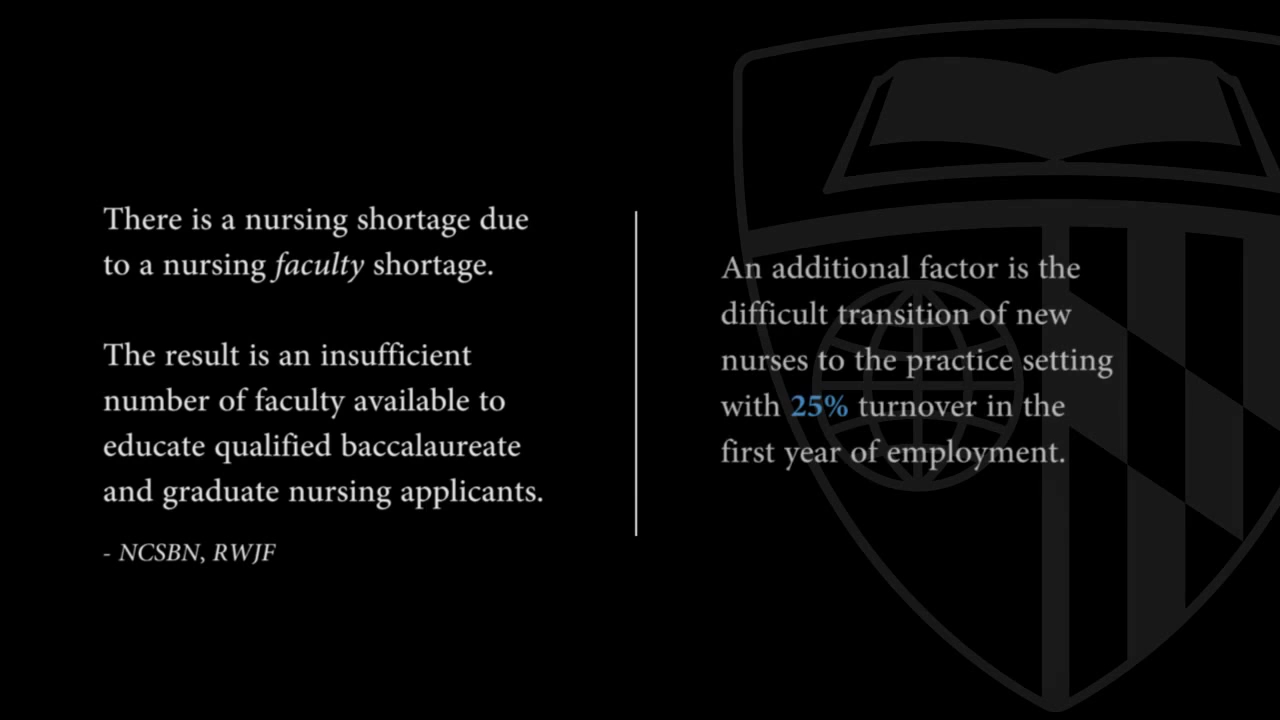 There is a nursing shortage due
to a nursing faculty shortage.
The result is an insufficient
number of faculty available to
educate qualified baccalaureate
and graduate nursing applicants.
- NCSBN, RWJF
An additional factor is the
difficult transition of new
nurses to the practice setting
with 25% turnover in the
first year of employment.